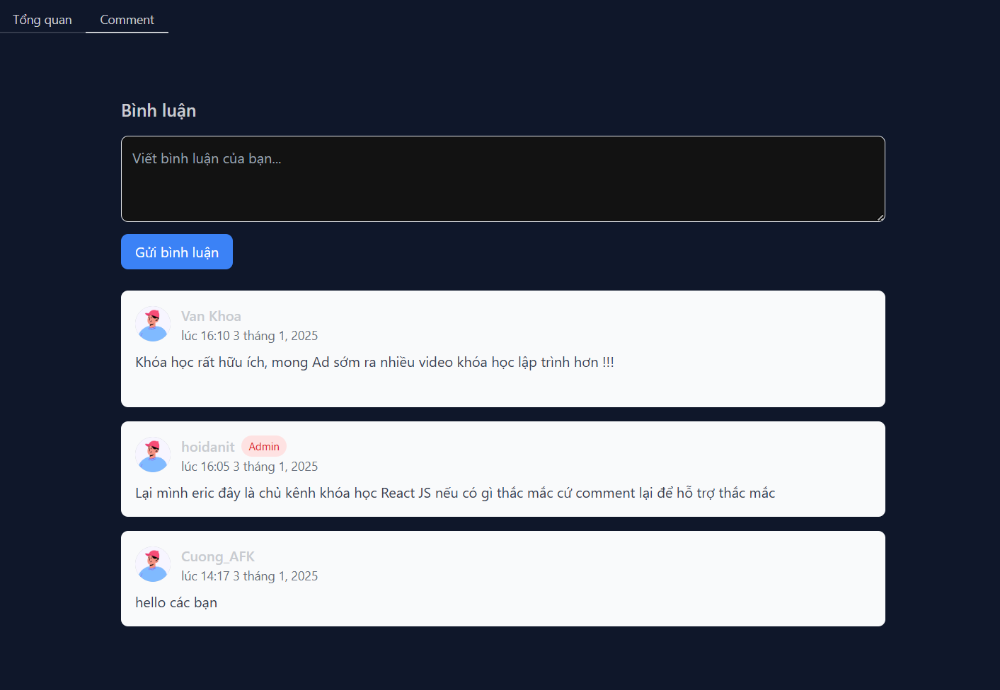 Tổng quan
Comment
Bình luận
Viết bình luận của bạn...
Gửi bình luận
Van Khoa
lúc 16:10 3 tháng 1, 2025
Khóa học rất hữu ích, mong Ad sớm ra nhiều video khóa học lập trình hơn !!!
hoidanit Admin
lúc 16:05 3 tháng 1, 2025
Lại mình eric đây là chủ kênh khóa học React JS nếu có gì thắc mắc cứ comment lại để hỗ trợ thắc mắc
Cuong_AFK
lúc 14:17 3 tháng 1, 2025
hello các bạn